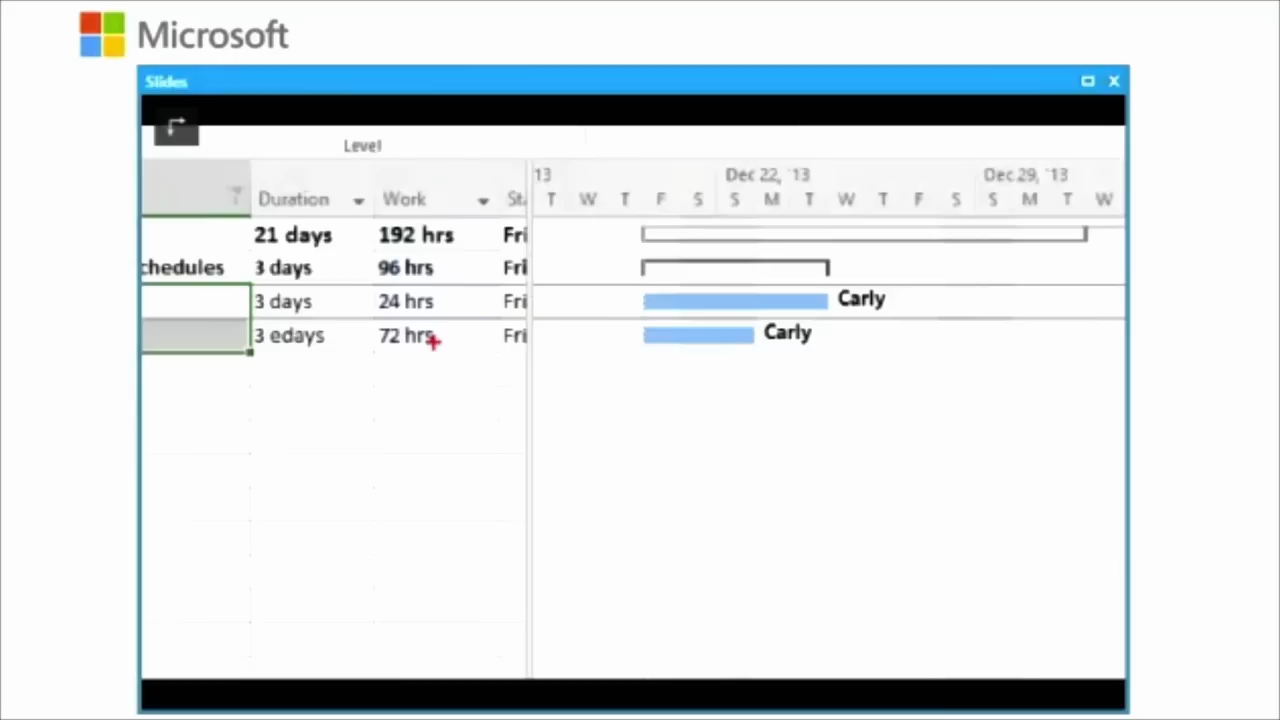 Microsoft
Slides
Level
13 Dec 22, '13 Dec 29, '13
Duration Work Sta T W T F S S M T W T F S S M T W
21 days 192 hrs Fri
chedules 3 days 96 hrs Fri
3 days 24 hrs Fri Carly
3 edays 72 hrs Fri Carly